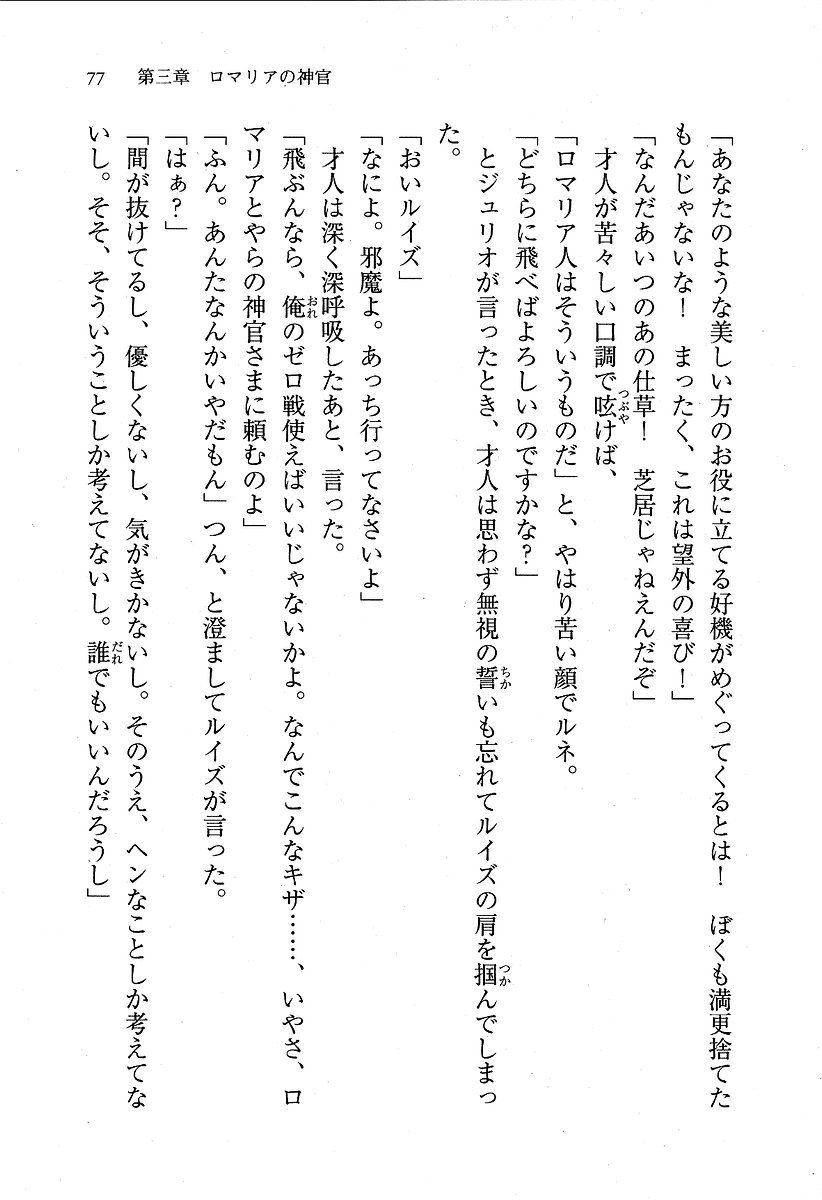 77　第三章　ロマリアの神官
「あなたのような美しい方のお役に立てる好機がめぐってくるとは！　ぼくも満更捨てた
もんじゃないな！　まったく、これは望外の喜び！」
「なんだあいつのあの仕草！　芝居じゃねえんだぞ」
　才人が苦々しい口調で呟けば、
「ロマリア人はそういうものだ」と、やはり苦い顔でルネ。
「どちらに飛べばよろしいのですかな？」
　とジュリオが言ったとき、才人は思わず無視の誓いも忘れてルイズの肩を掴んでしまっ
た。
「おいルイズ」
「なによ。邪魔よ。あっち行ってなさいよ」
　才人は深く深呼吸したあと、言った。
「飛ぶんなら、俺のゼロ戦使えばいいじゃないかよ。なんでこんなキザ……、いやさ、ロ
マリアとやらの神官さまに頼むのよ」
「ふん。あんたなんかいやだもん」つん、と澄ましてルイズが言った。
「はぁ？」
「間が抜けてるし、優しくないし、気がきかないし。そのうえ、ヘンなことしか考えてな
いし。そそ、そういうことしか考えてないし。誰でもいいんだろうし」